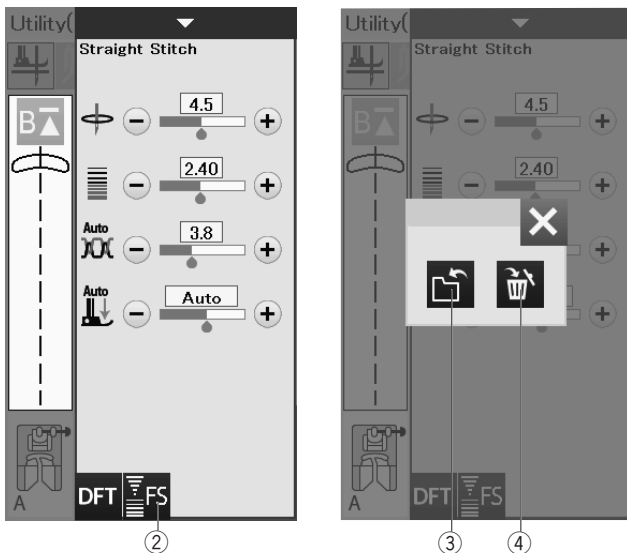 Utility(
Straight Stitch
B
4.5
2.40
Auto
3.8
Auto
Auto
A
DFT
FS
②
Utility(
Straight Stitch
B
4.5
2.40
A
DFT
FS
③
④